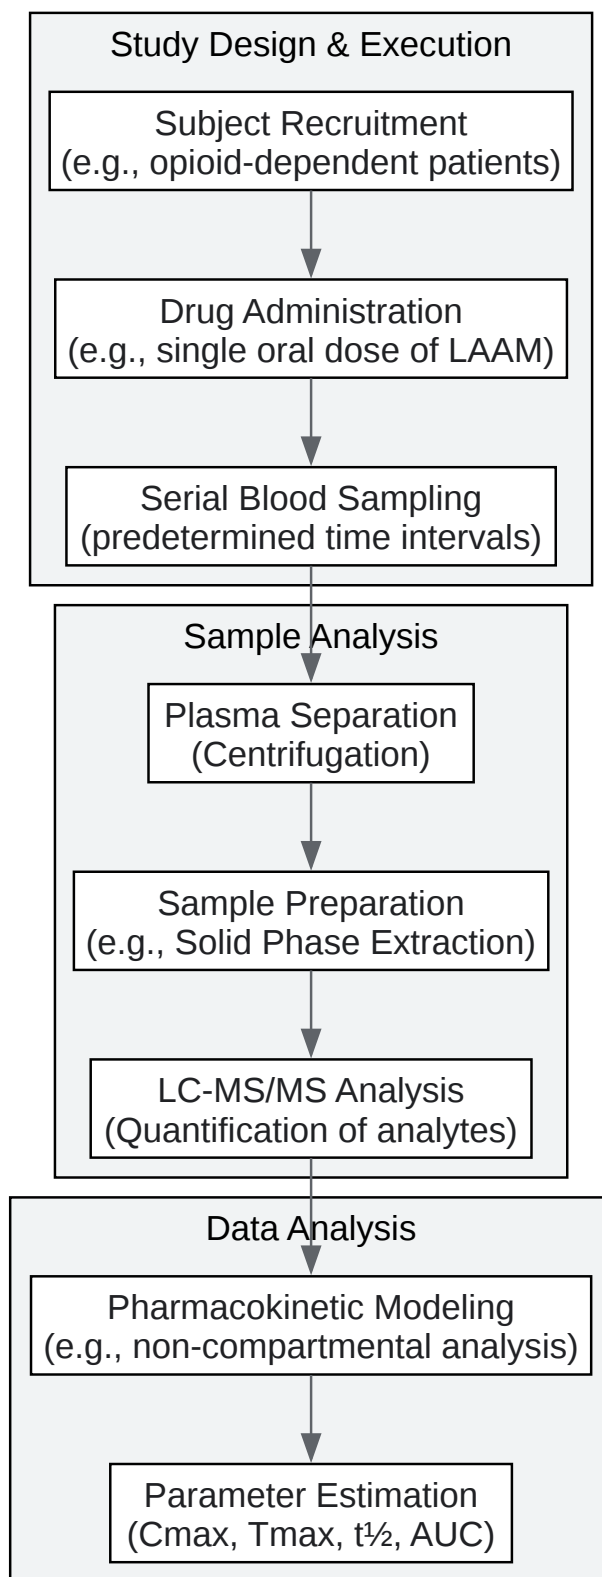 Study Design & Execution
Subject Recruitment
(e.g., opioid-dependent patients)
Drug Administration
(e.g., single oral dose of LAAM)
Serial Blood Sampling
(predetermined time intervals)
Sample Analysis
Plasma Separation
(Centrifugation)
Sample Preparation
(e.g., Solid Phase Extraction)
LC-MS/MS Analysis
(Quantification of analytes)
Data Analysis
Pharmacokinetic Modeling
(e.g., non-compartmental analysis)
Parameter Estimation
(Cmax, Tmax, t½, AUC)